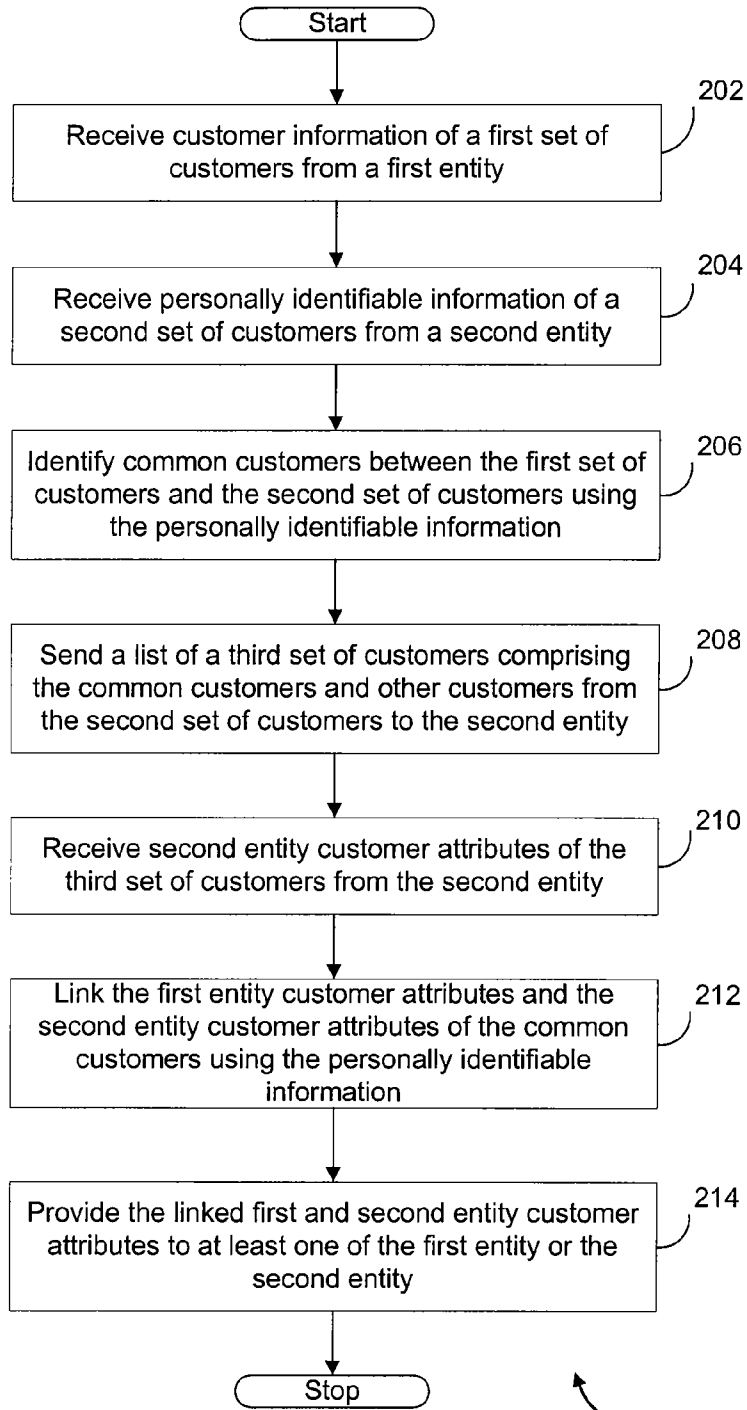 Start
202
Receive customer information of a first set of
customers from a first entity
204
Receive personally identifiable information of a
second set of customers from a second entity
206
Identify common customers between the first set of
customers and the second set of customers using
the personally identifiable information
208
Send a list of a third set of customers comprising
the common customers and other customers from
the second set of customers to the second entity
210
Receive second entity customer attributes of the
third set of customers from the second entity
212
Link the first entity customer attributes and the
second entity customer attributes of the common
customers using the personally identifiable
information
214
Provide the linked first and second entity customer
attributes to at least one of the first entity or the
second entity
Stop